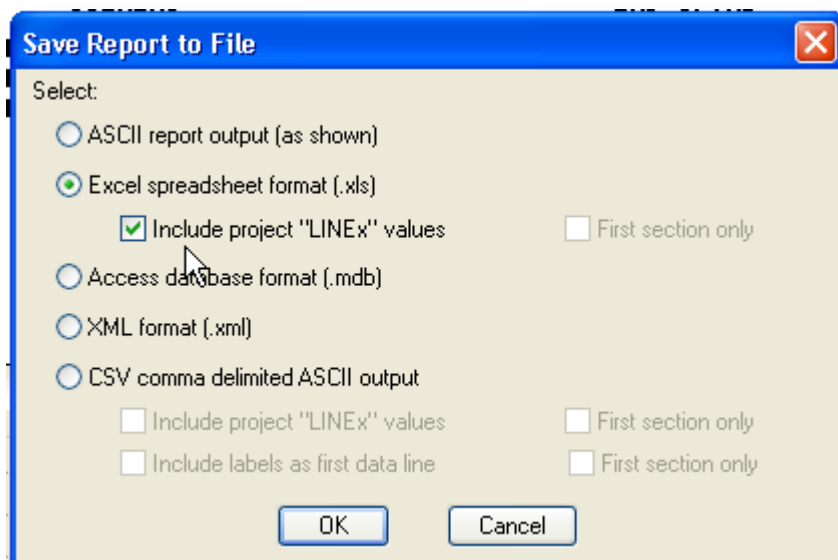 Save Report to File
Select:
ASCII report output (as shown)
Excel spreadsheet format (.xls)
Include project "LINEx" values First section only
Access database format (.mdb)
XML format (.xml)
CSV comma delimited ASCII output
Include project "LINEx" values First section only
Include labels as first data line First section only
OK Cancel